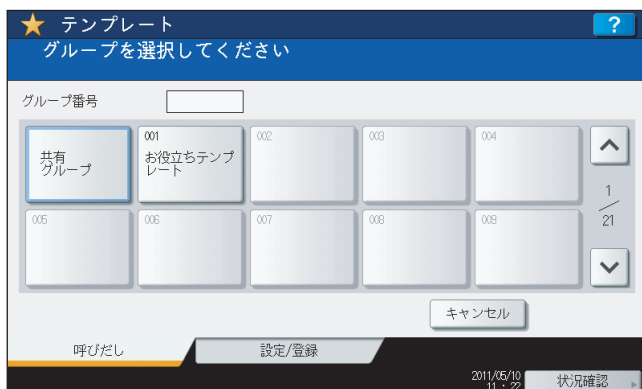 テンプレート
?
グループを選択してください
グループ番号
共有
グループ
001
お役立ちテンプ
レート
002
003
004
1
21
005
006
007
008
009
キャンセル
呼びだし
設定/登録
2011/05/10
11:22
状況確認